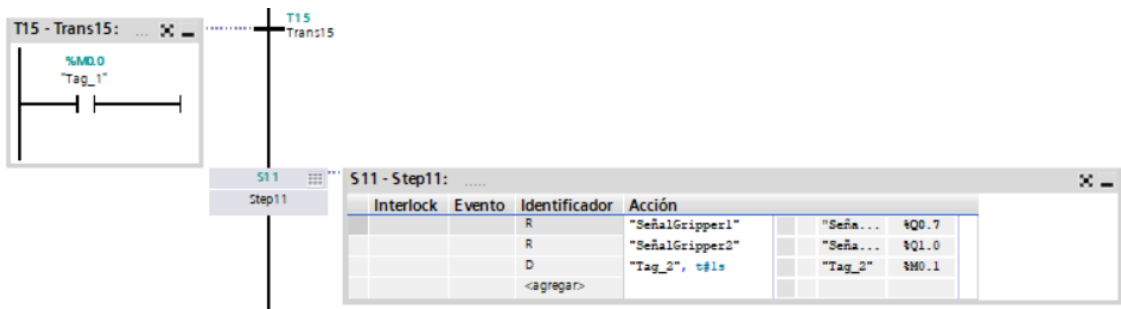 T15 - Trans15: ...
%M0.0
"Tag_1"
T15
Trans15
S11
Step11
S11 - Step11: .....
Interlock Evento Identificador Acción
R "SeñalGripper1" "Seña... %Q0.7
R "SeñalGripper2" "Seña... %Q1.0
D "Tag_2", t#1s "Tag_2" %M0.1
<agregar>